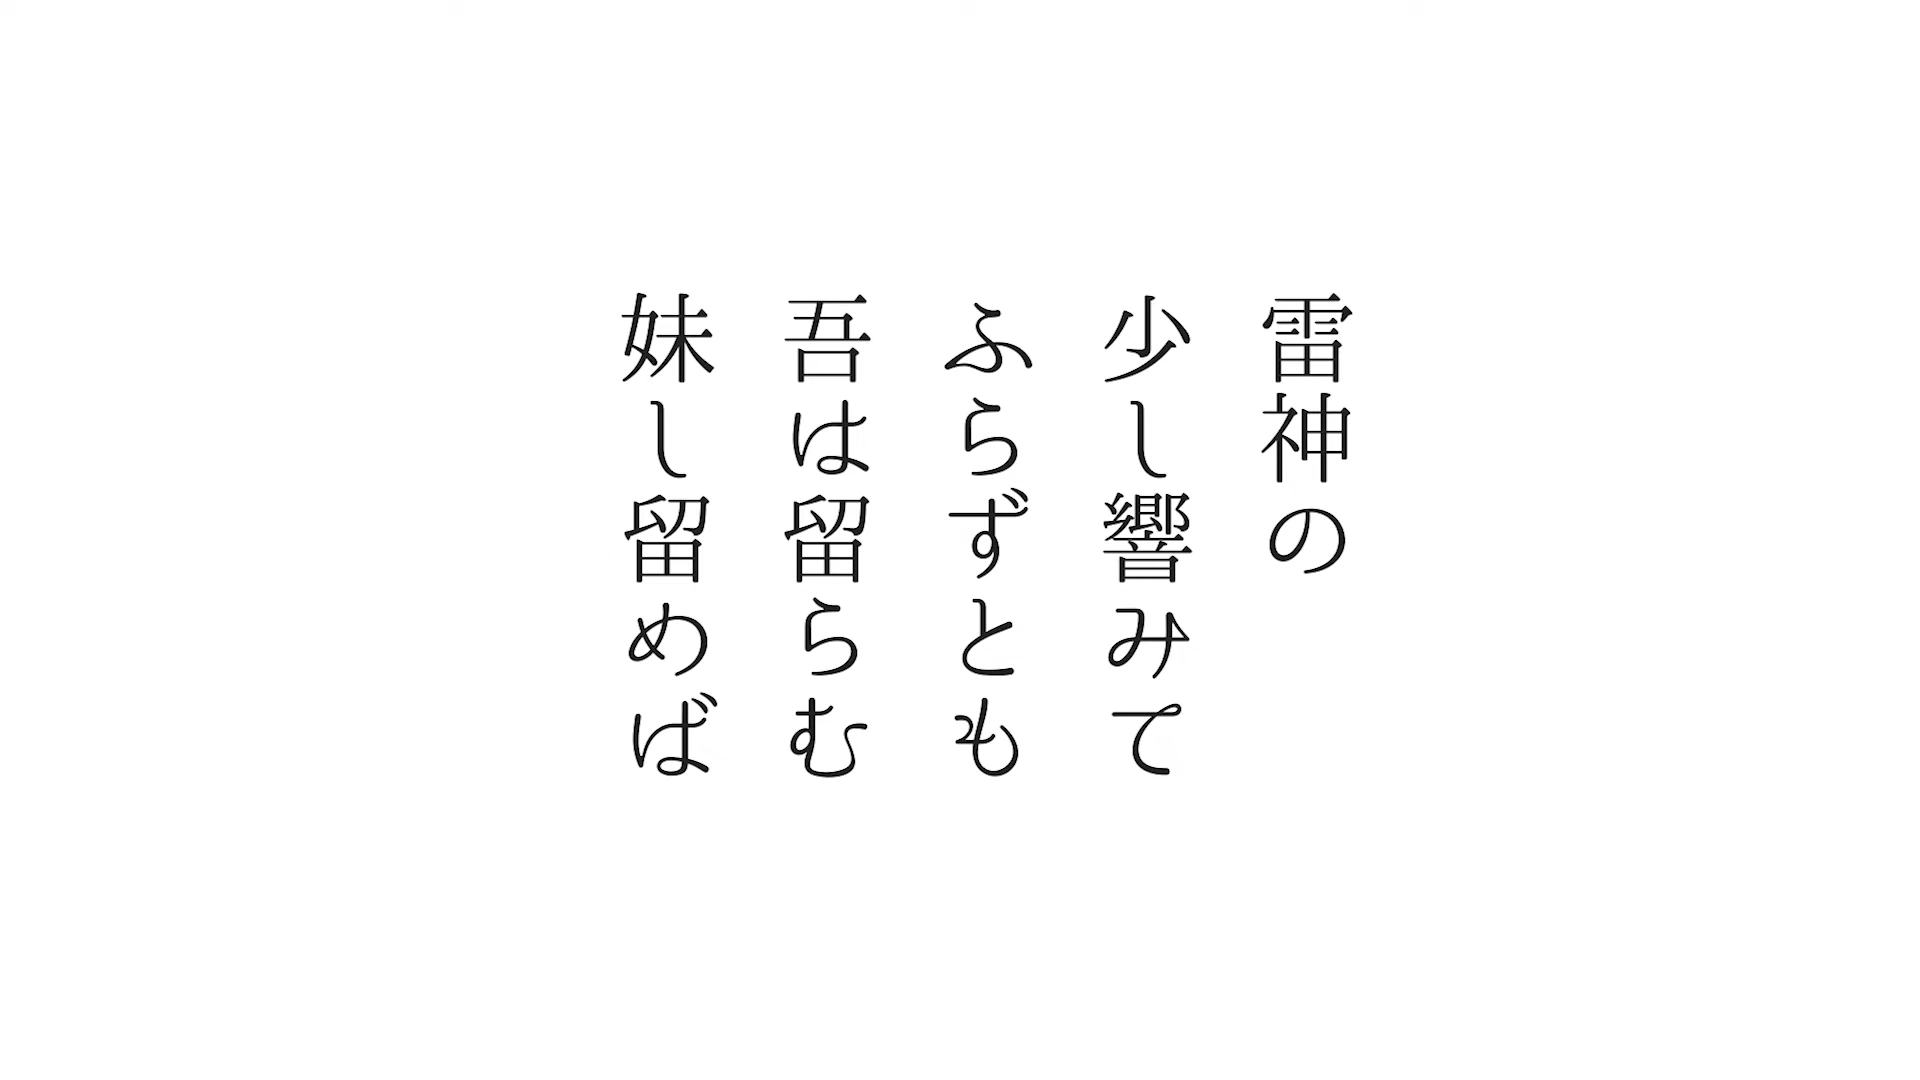 雷神の
少し響みて
ふらずとも
吾は留らむ
妹し留めば